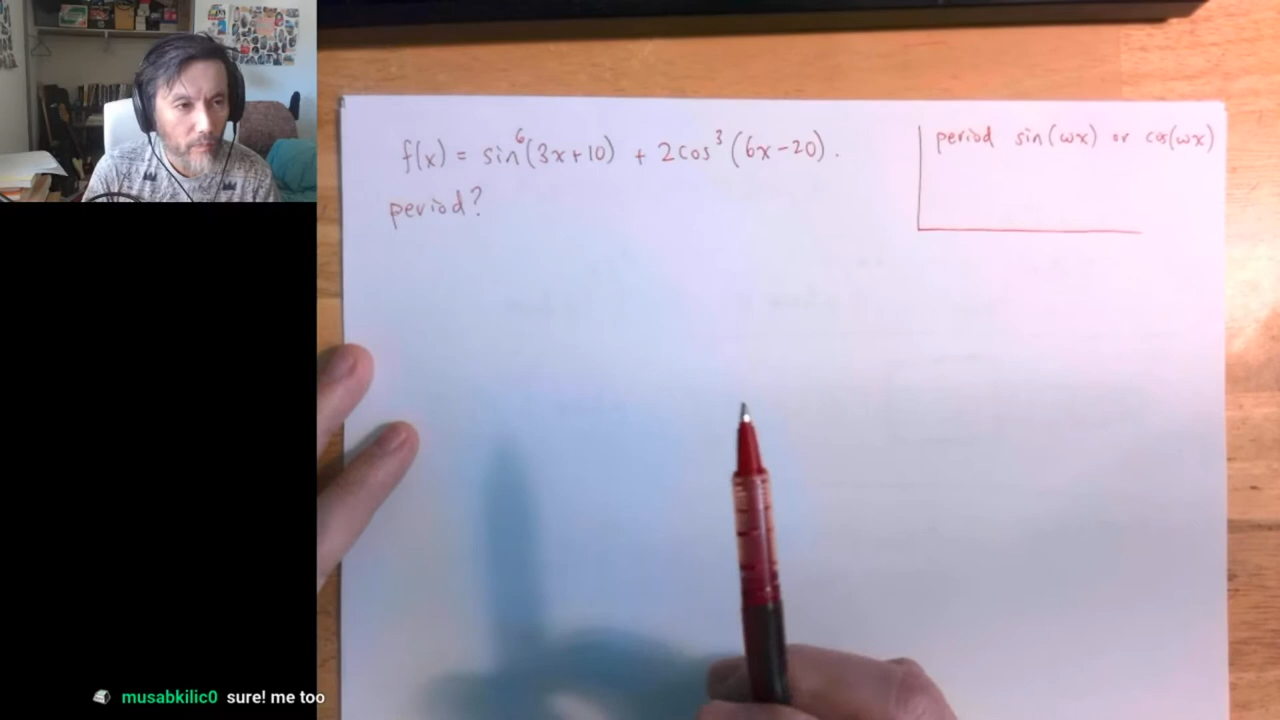 f(x) = sin⁶(3x+10) + 2cos³(6x-20).
period?
period sin(ωx) or cos(ωx)
musabkilic0 sure! me too